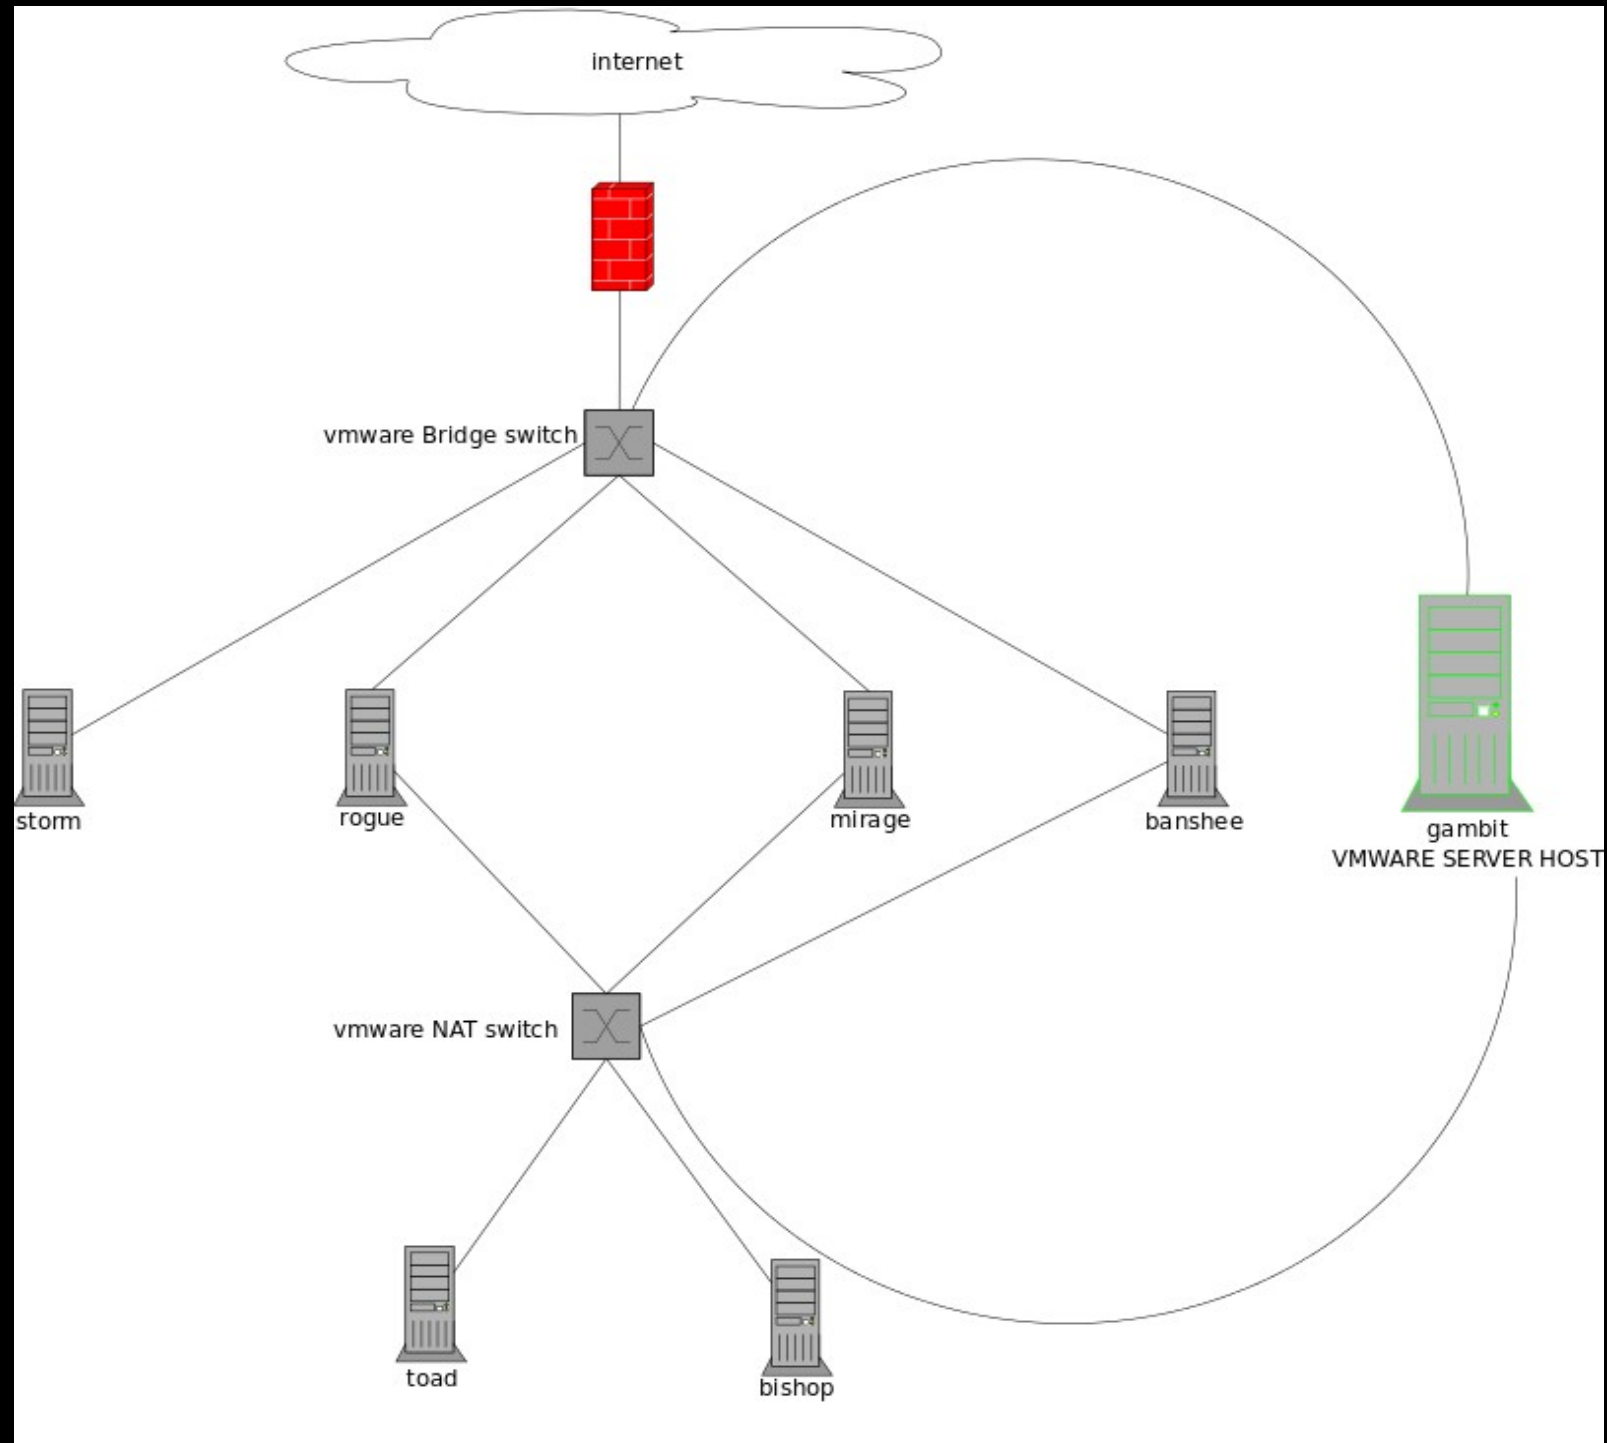 internet
vmware Bridge switch
storm
rogue
mirage
banshee
gambit
VMWARE SERVER HOST
vmware NAT switch
toad
bishop